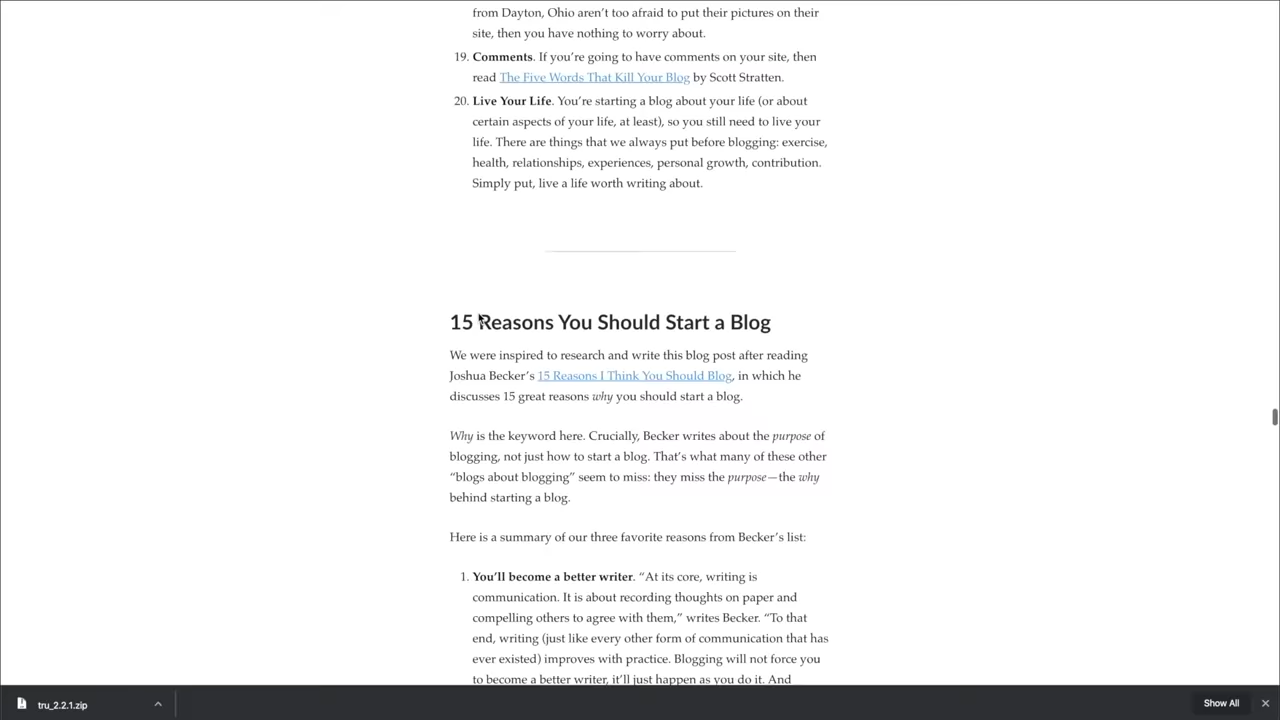 from Dayton, Ohio aren’t too afraid to put their pictures on their
site, then you have nothing to worry about.
19. Comments. If you’re going to have comments on your site, then
read The Five Words That Kill Your Blog by Scott Stratten.
20. Live Your Life. You’re starting a blog about your life (or about
certain aspects of your life, at least), so you still need to live your
life. There are things that we always put before blogging: exercise,
health, relationships, experiences, personal growth, contribution.
Simply put, live a life worth writing about.
15 Reasons You Should Start a Blog
We were inspired to research and write this blog post after reading
Joshua Becker’s 15 Reasons I Think You Should Blog, in which he
discusses 15 great reasons why you should start a blog.
Why is the keyword here. Crucially, Becker writes about the purpose of
blogging, not just how to start a blog. That’s what many of these other
“blogs about blogging” seem to miss: they miss the purpose—the why
behind starting a blog.
Here is a summary of our three favorite reasons from Becker’s list:
1. You’ll become a better writer. “At its core, writing is
communication. It is about recording thoughts on paper and
compelling others to agree with them,” writes Becker. “To that
end, writing (just like every other form of communication that has
ever existed) improves with practice. Blogging will not force you
to become a better writer, it’ll just happen as you do it. And
tru_2.2.1.zip
Show All